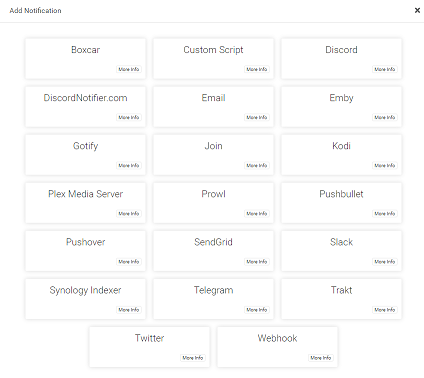 Add Notification ×
Boxcar Custom Script Discord
More Info More Info More Info
DiscordNotifier.com Email Emby
More Info More Info More Info
Gotify Join Kodi
More Info More Info More Info
Plex Media Server Prowl Pushbullet
More Info More Info More Info
Pushover SendGrid Slack
More Info More Info More Info
Synology Indexer Telegram Trakt
More Info More Info More Info
Twitter Webhook
More Info More Info